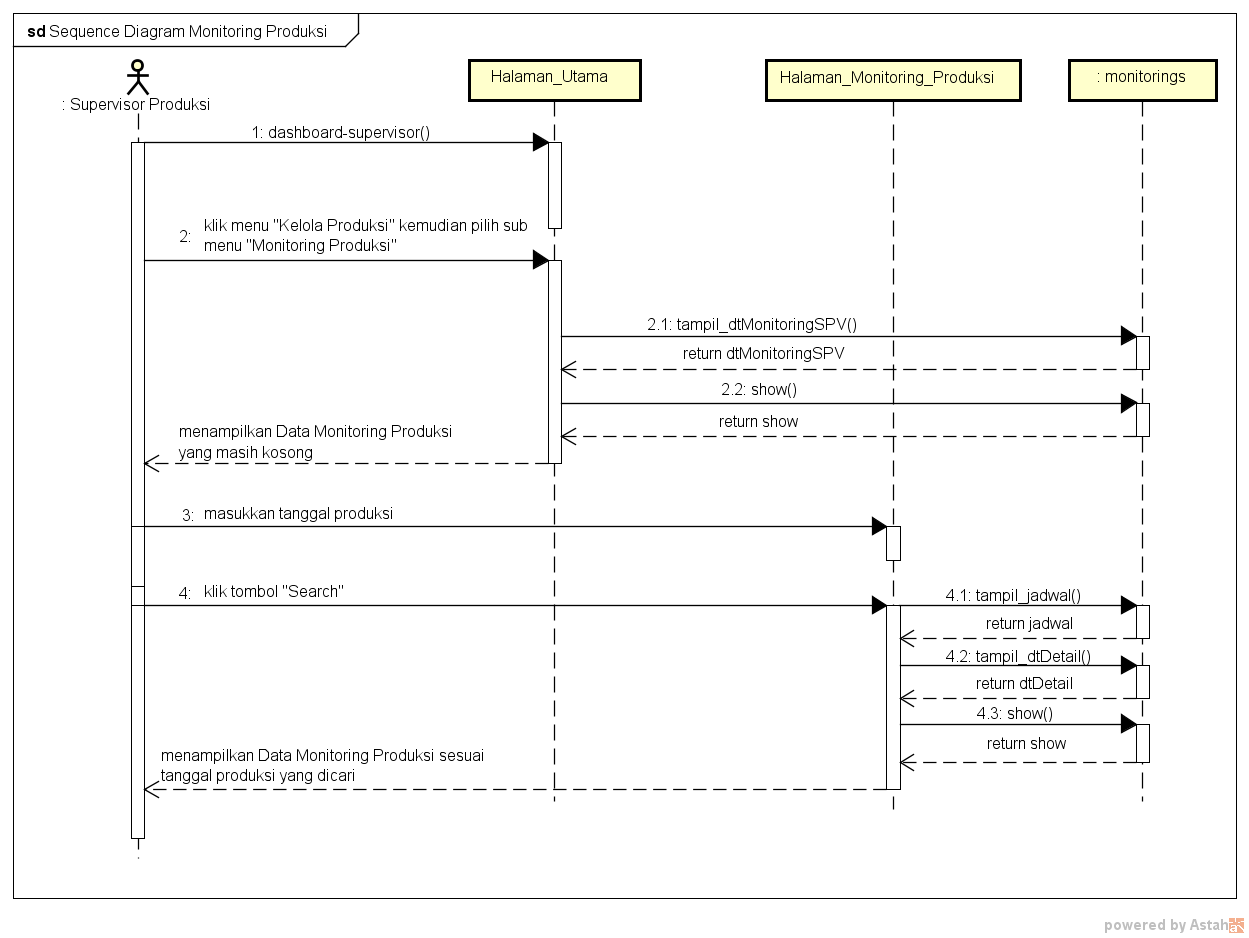 sd Sequence Diagram Monitoring Produksi
: Supervisor Produksi
Halaman_Utama
Halaman_Monitoring_Produksi
: monitorings
1: dashboard-supervisor()
2:
klik menu "Kelola Produksi" kemudian pilih sub
menu "Monitoring Produksi"
2.1: tampil_dtMonitoringSPV()
return dtMonitoringSPV
2.2: show()
return show
menampilkan Data Monitoring Produksi
yang masih kosong
3: masukkan tanggal produksi
4: klik tombol "Search"
4.1: tampil_jadwal()
return jadwal
4.2: tampil_dtDetail()
return dtDetail
4.3: show()
return show
menampilkan Data Monitoring Produksi sesuai
tanggal produksi yang dicari
powered by Astah